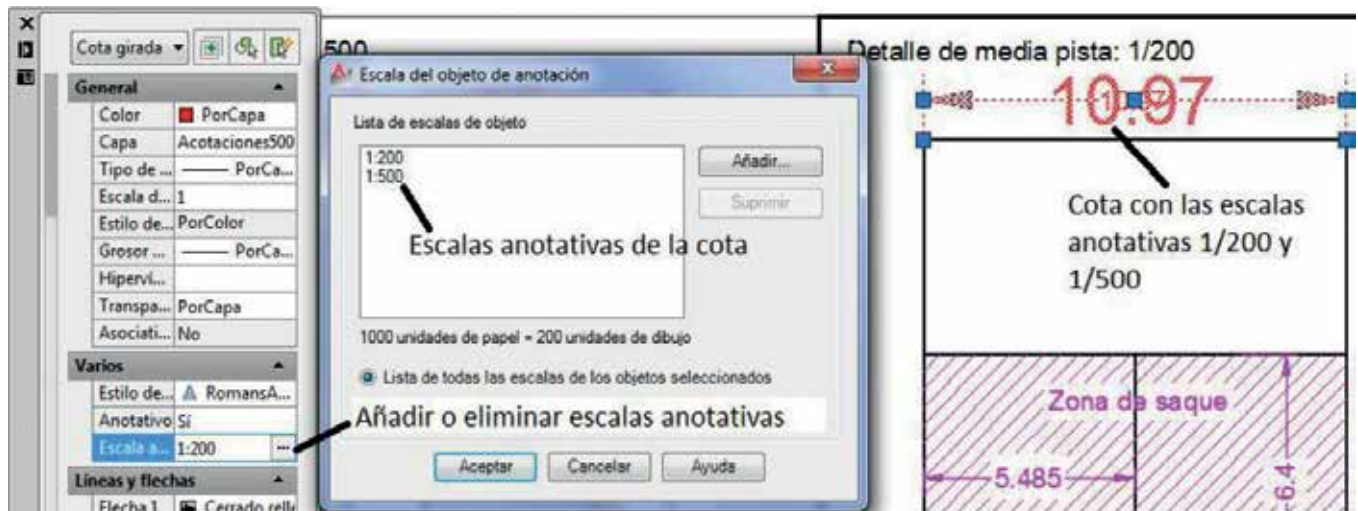 Cota girada
General
Color PorCapa
Capa Acotaciones500
Tipo de ... PorCa...
Escala d... 1
Estilo de... PorColor
Grosor ... PorCa...
Hipervi...
Transpa... PorCapa
Asociati... No
Varios
Estilo de... RomansA...
Anotativo Sí
Escala a... 1:200 ...
Líneas y flechas
Flecha 1 Cerrado relle
500
Escala del objeto de anotación
Lista de escalas de objeto
1:200
1:500
Añadir...
Suprimir
Escalas anotativas de la cota
1000 unidades de papel = 200 unidades de dibujo
Lista de todas las escalas de los objetos seleccionados
Añadir o eliminar escalas anotativas
Aceptar Cancelar Ayuda
Detalle de media pista: 1/200
10.97
Cota con las escalas
anotativas 1/200 y
1/500
Zona de saque
5.485
6.4